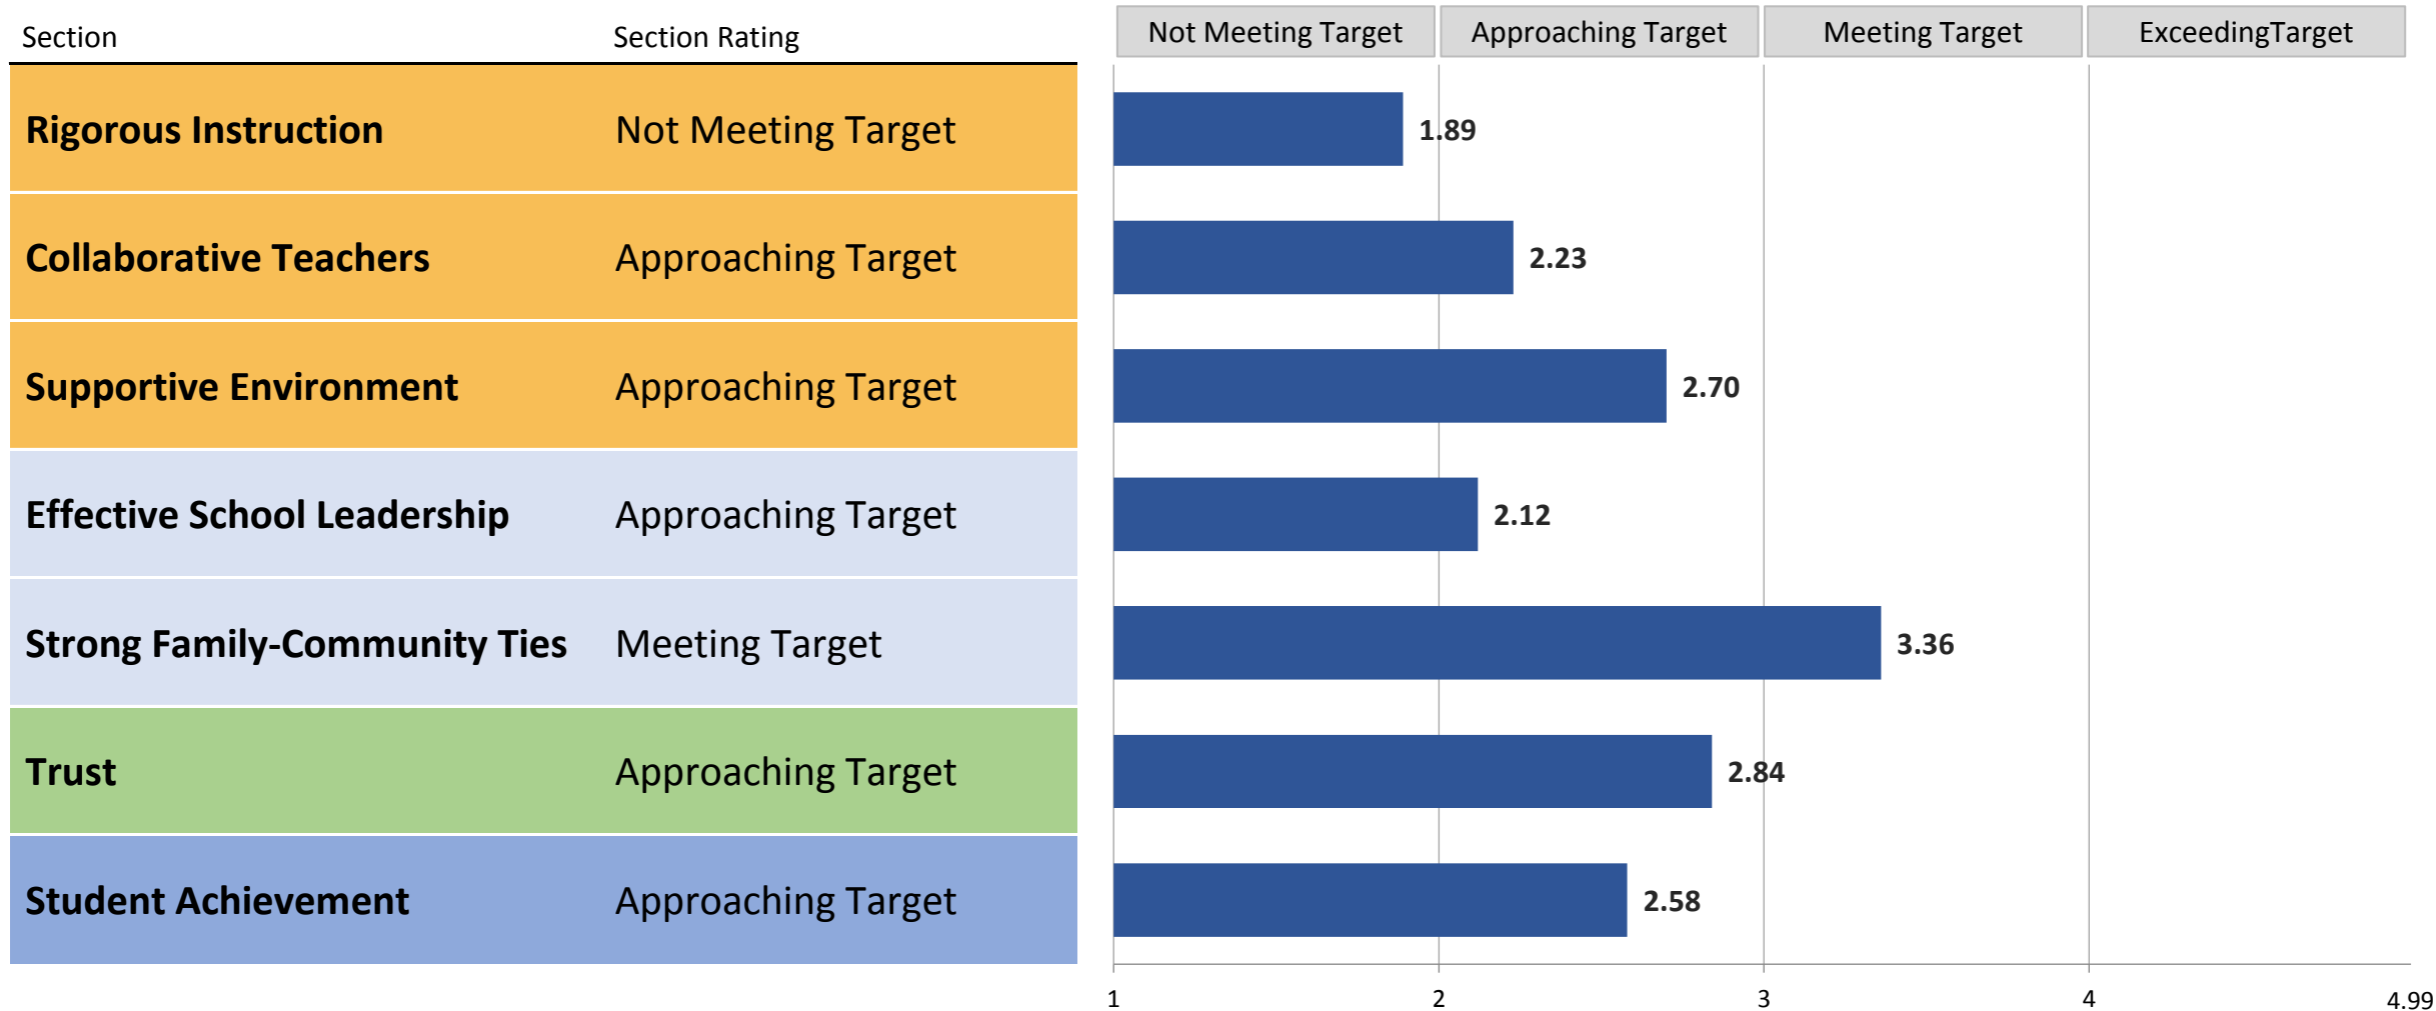 Section Section Rating Not Meeting Target Approaching Target Meeting Target ExceedingTarget
Rigorous Instruction Not Meeting Target 1.89
Collaborative Teachers Approaching Target 2.23
Supportive Environment Approaching Target 2.70
Effective School Leadership Approaching Target 2.12
Strong Family-Community Ties Meeting Target 3.36
Trust Approaching Target 2.84
Student Achievement Approaching Target 2.58
1 2 3 4 4.99